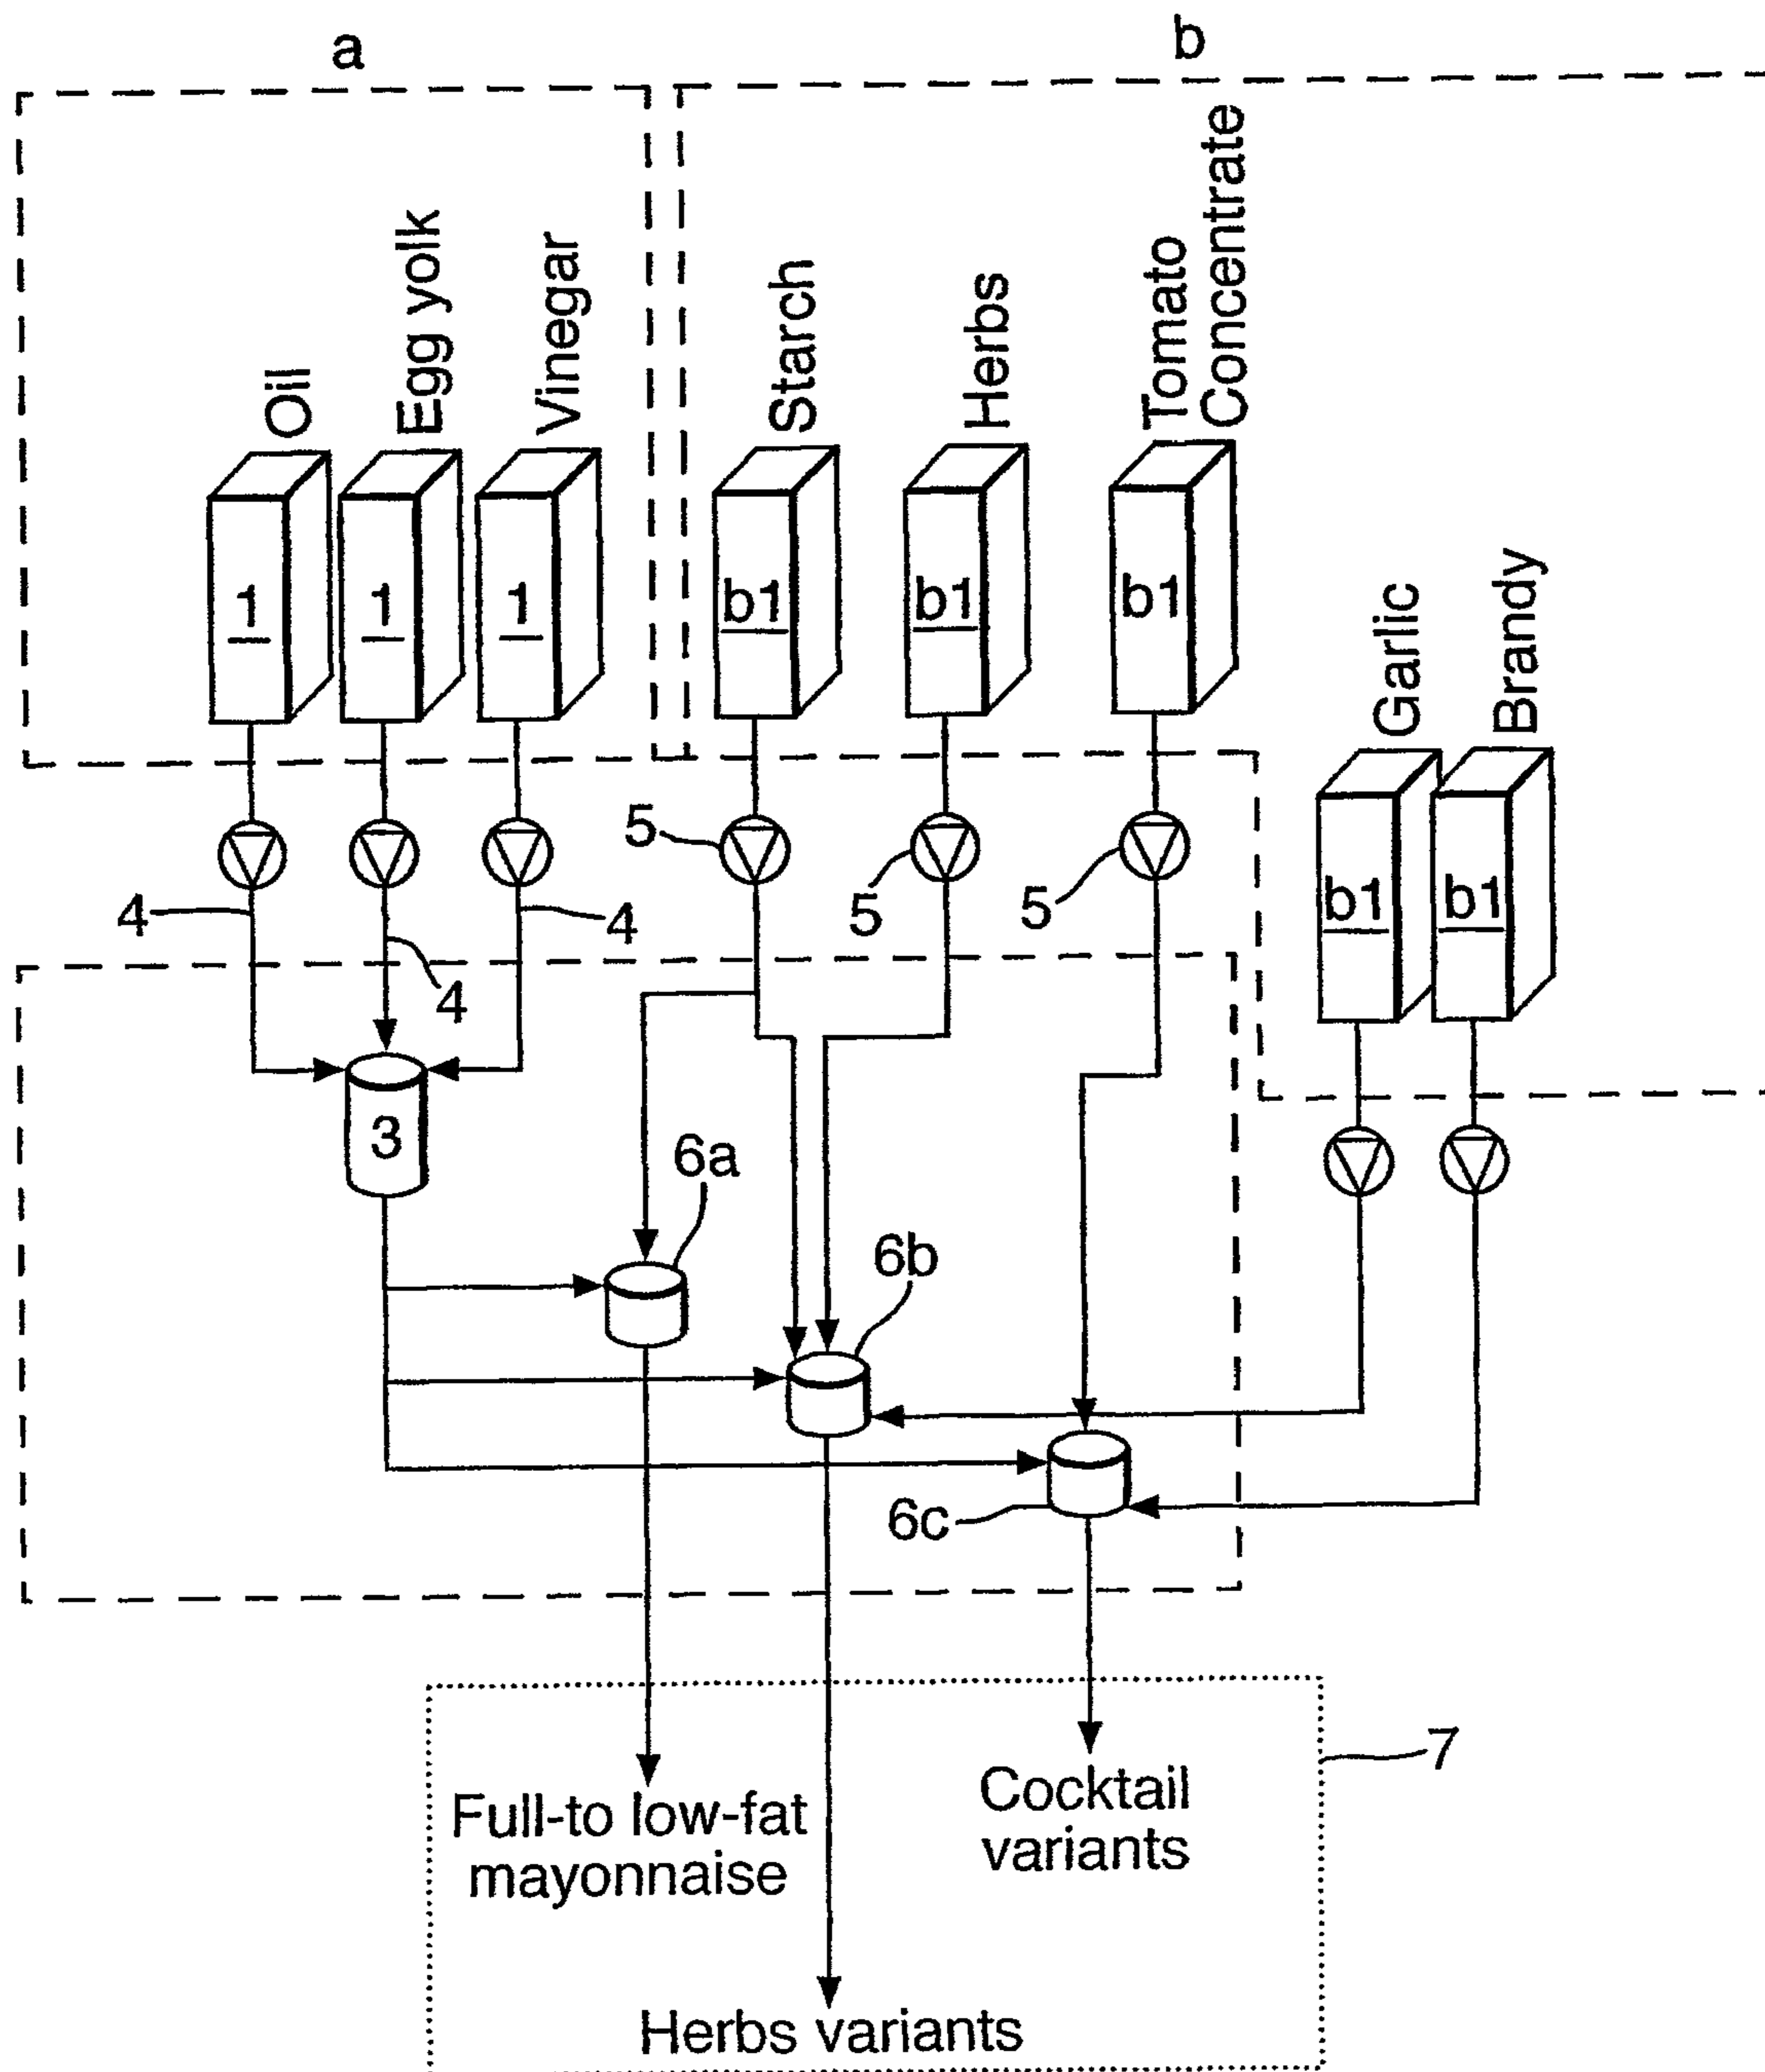 a
b
Oil
Egg yolk
Vinegar
Starch
Herbs
Tomato
Concentrate
Garlic
Brandy
1
1
1
b1
b1
b1
b1
b1
5
5
5
4
4
4
3
6a
6b
6c
7
Full-to low-fat
mayonnaise
Cocktail
variants
Herbs variants